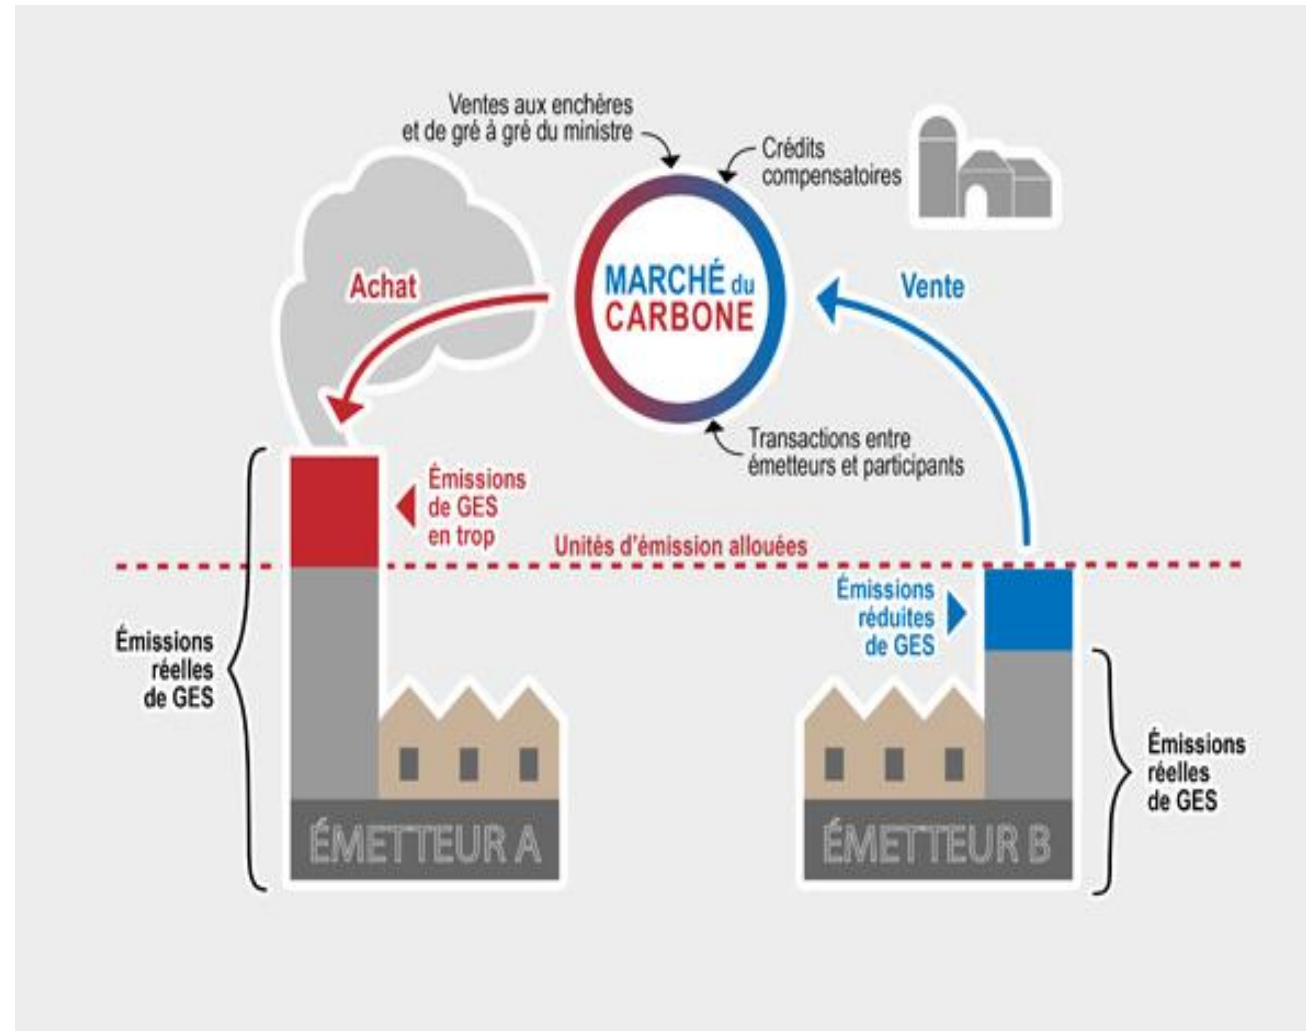 Ventes aux enchères
et de gré à gré du ministre
Crédits
compensatoires
MARCHÉ du
CARBONE
Achat
Vente
Transactions entre
émetteurs et participants
Émissions
de GES
en trop
Unités d'émission allouées
Émissions
réduites
de GES
Émissions
réelles
de GES
Émissions
réelles
de GES
ÉMETTEUR A
ÉMETTEUR B